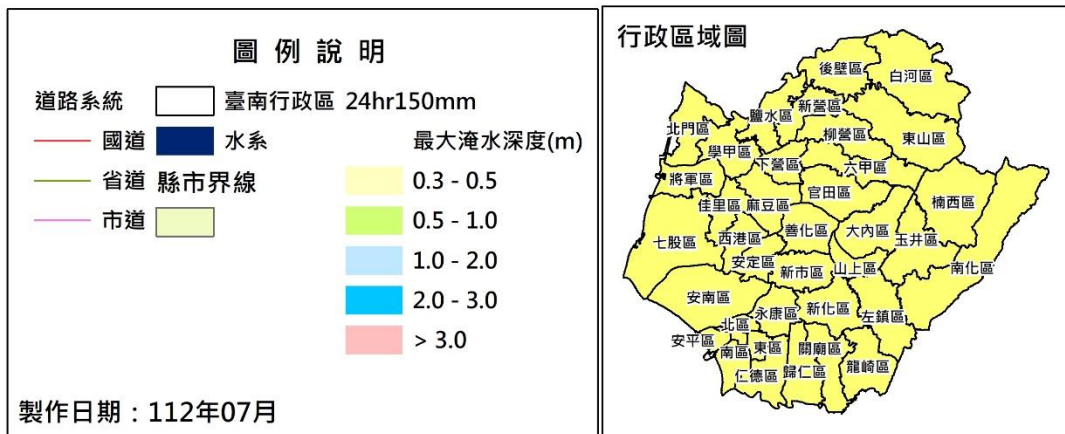 圖例說明
道路系統 臺南行政區 24hr150mm
國道 水系 最大淹水深度(m)
省道 縣市界線 0.3 - 0.5
市道 0.5 - 1.0
1.0 - 2.0
2.0 - 3.0
> 3.0
製作日期：112年07月
行政區域圖
後壁區
白河區
新營區
鹽水區
北門區
柳營區
東山區
學甲區
下營區
六甲區
將軍區
官田區
楠西區
佳里區
麻豆區
七股區
西港區
善化區
大內區
玉井區
安定區
新市區
山上區
南化區
安南區
永康區
新化區
左鎮區
北區
安平區
南區
東區
關廟區
仁德區
歸仁區
龍崎區